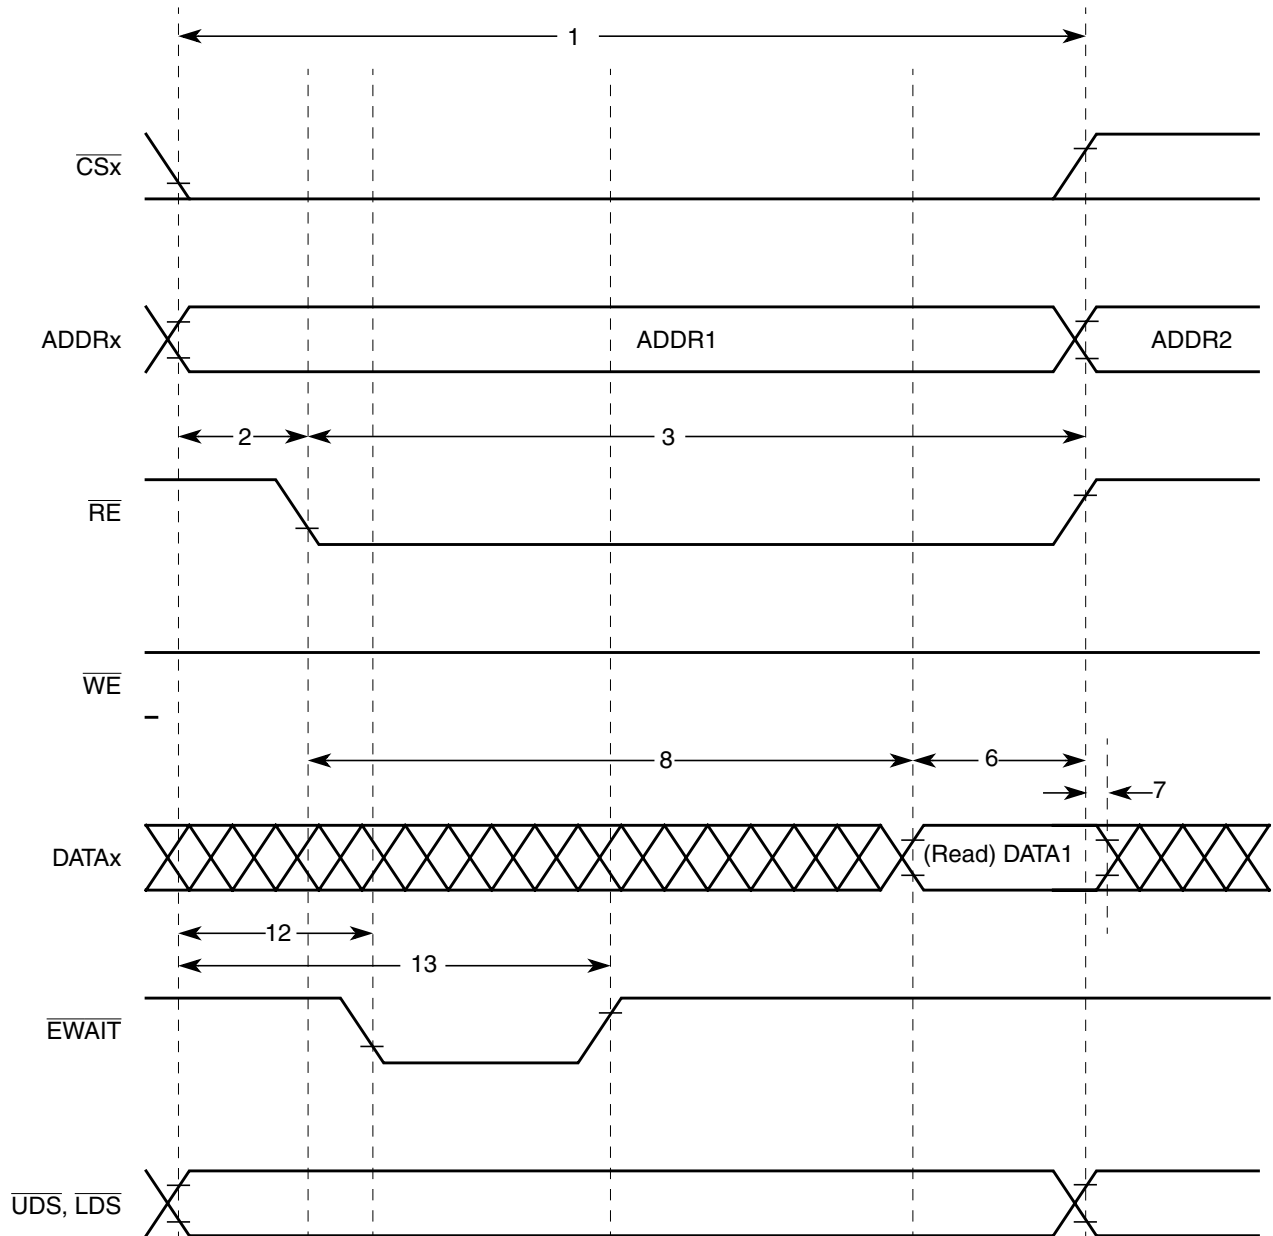 1
CSx
ADDRx
ADDR1
ADDR2
2
3
RE
WE
8
6
7
DATAx
(Read) DATA1
12
13
EWAIT
UDS, LDS